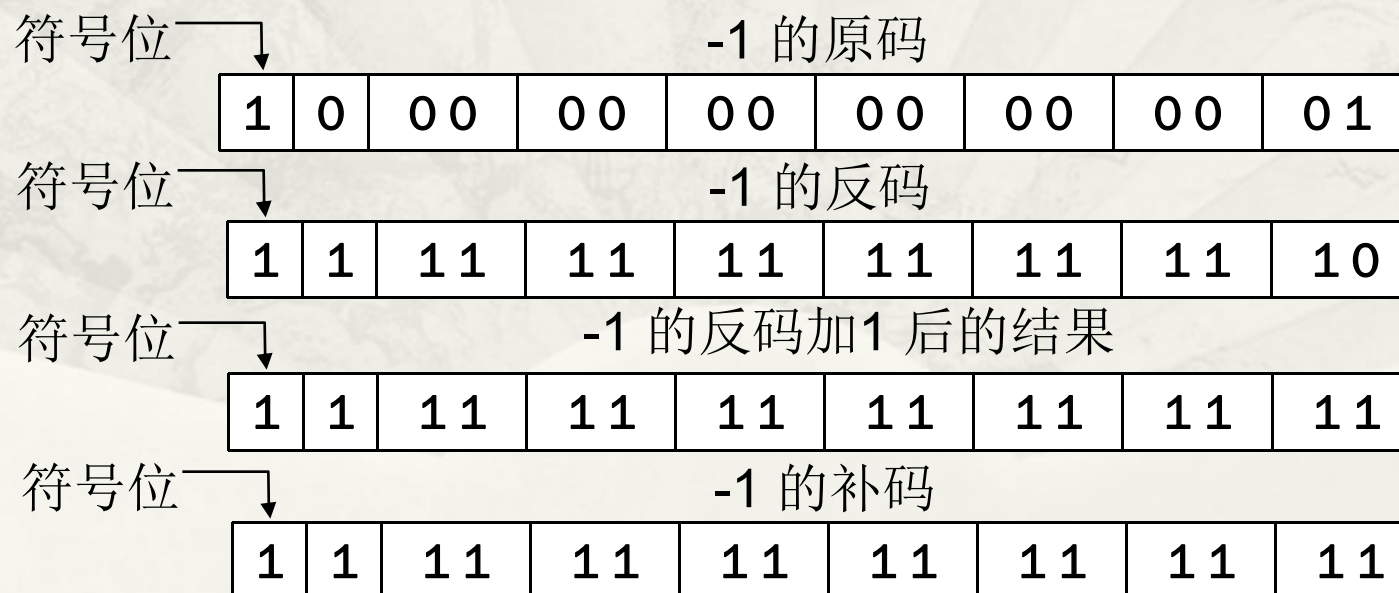 符号位 -1 的原码
1 0 00 00 00 00 00 00 01
符号位 -1 的反码
1 1 11 11 11 11 11 11 10
符号位 -1 的反码加1 后的结果
1 1 11 11 11 11 11 11 11
符号位 -1 的补码
1 1 11 11 11 11 11 11 11